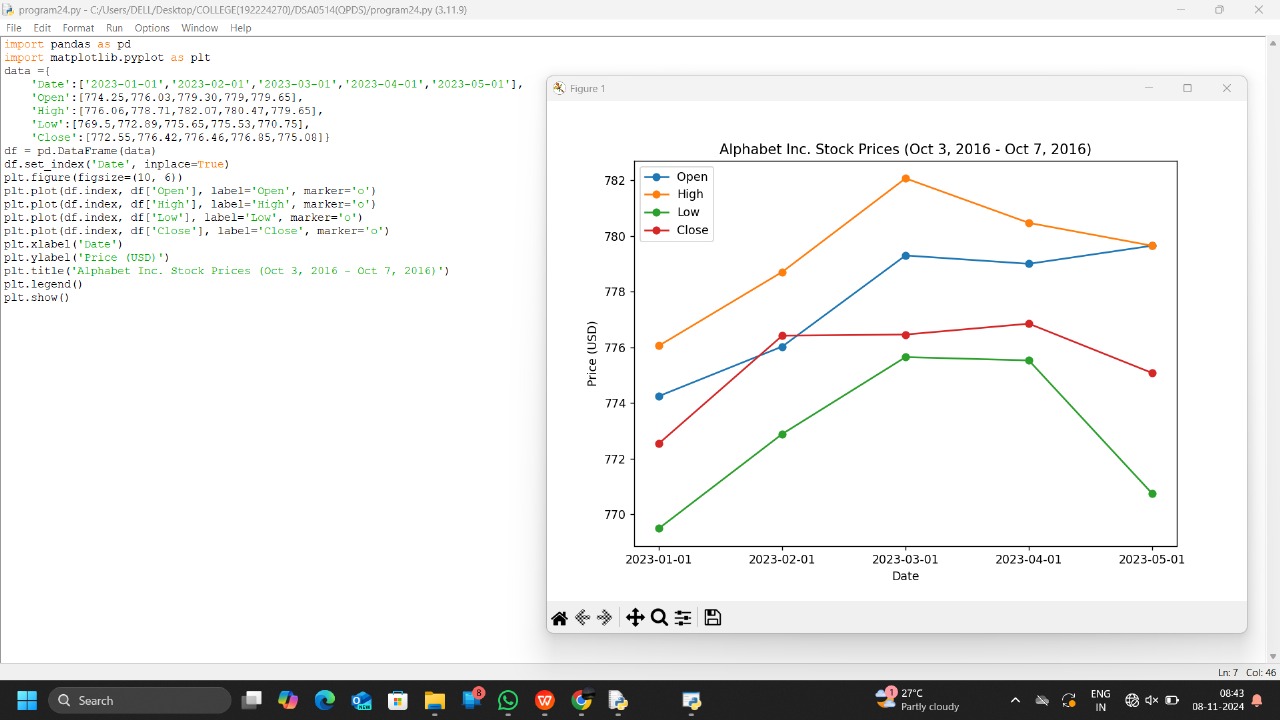 program24.py - C:/Users/DELL/Desktop/COLLEGE(192224270)/DSA0514(QPDS)/program24.py (3.11.9)
File Edit Format Run Options Window Help
import pandas as pd
import matplotlib.pyplot as plt
data ={
    'Date':['2023-01-01','2023-02-01','2023-03-01','2023-04-01','2023-05-01'],
    'Open':[774.25,776.03,779.30,779,779.65],
    'High':[776.06,778.71,782.07,780.47,779.65],
    'Low':[769.5,772.89,775.65,775.53,770.75],
    'Close':[772.55,776.42,776.46,776.85,775.08]}
df = pd.DataFrame(data)
df.set_index('Date', inplace=True)
plt.figure(figsize=(10, 6))
plt.plot(df.index, df['Open'], label='Open', marker='o')
plt.plot(df.index, df['High'], label='High', marker='o')
plt.plot(df.index, df['Low'], label='Low', marker='o')
plt.plot(df.index, df['Close'], label='Close', marker='o')
plt.xlabel('Date')
plt.ylabel('Price (USD)')
plt.title('Alphabet Inc. Stock Prices (Oct 3, 2016 - Oct 7, 2016)')
plt.legend()
plt.show()
Figure 1
Alphabet Inc. Stock Prices (Oct 3, 2016 - Oct 7, 2016)
Open
High
Low
Close
782
780
778
776
774
772
770
Price (USD)
2023-01-01 2023-02-01 2023-03-01 2023-04-01 2023-05-01
Date
Ln: 7 Col: 46
Search
8
1
27°C
Partly cloudy
ENG
IN
08:43
08-11-2024